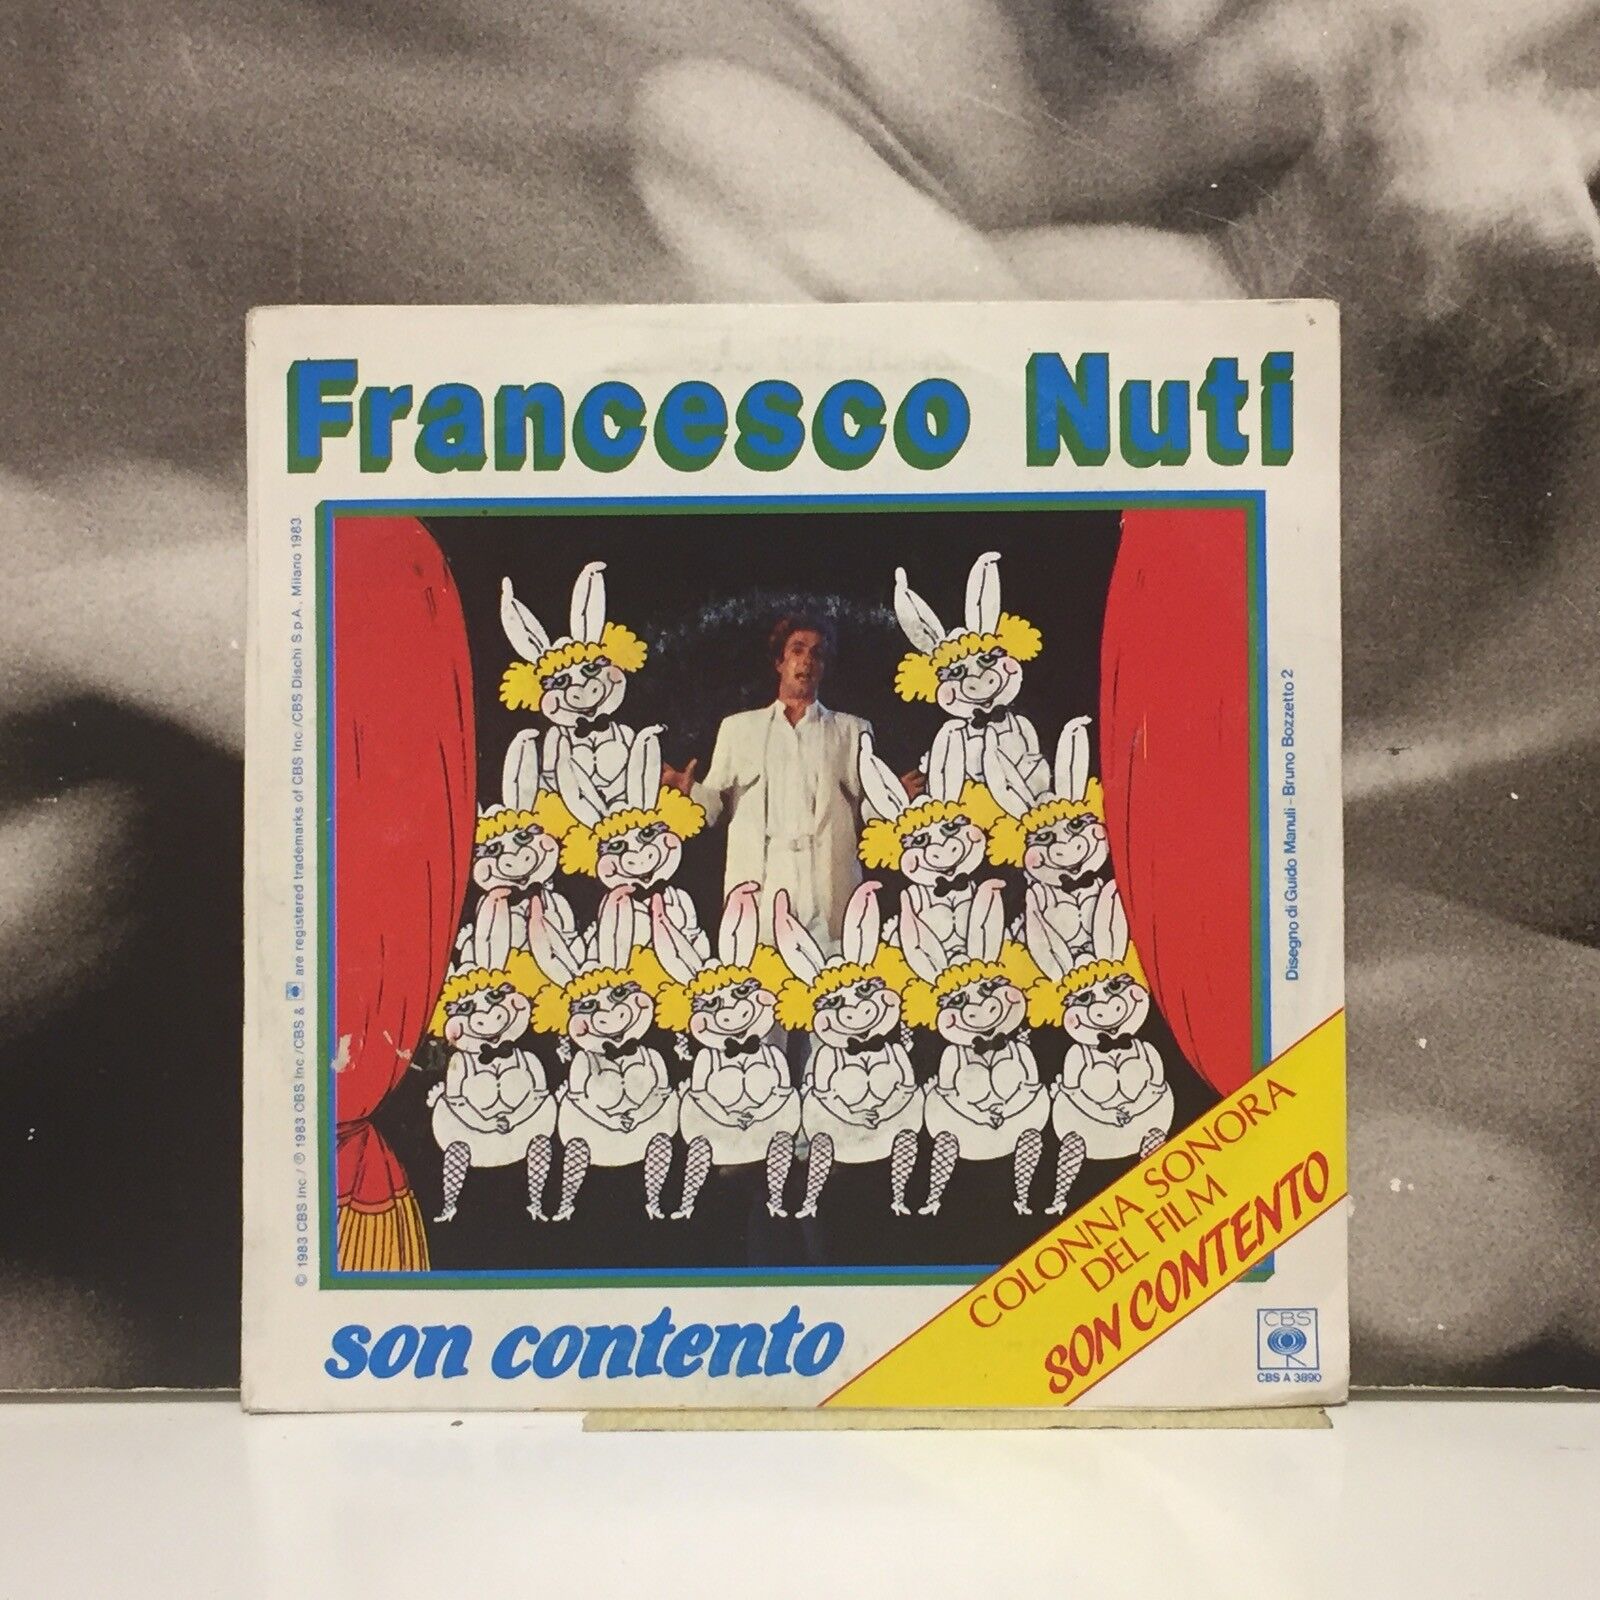 Francesco Nuti
© 1983 CBS Inc./℗ 1983 CBS Inc./CBS & are registered trademarks of CBS Inc./CBS Dischi S.p.A., Milano 1983
Disegno di Guido Manuli - Bruno Bozzetto 2
COLONNA SONORA
DEL FILM
SON CONTENTO
son contento
CBS
CBS A 3890